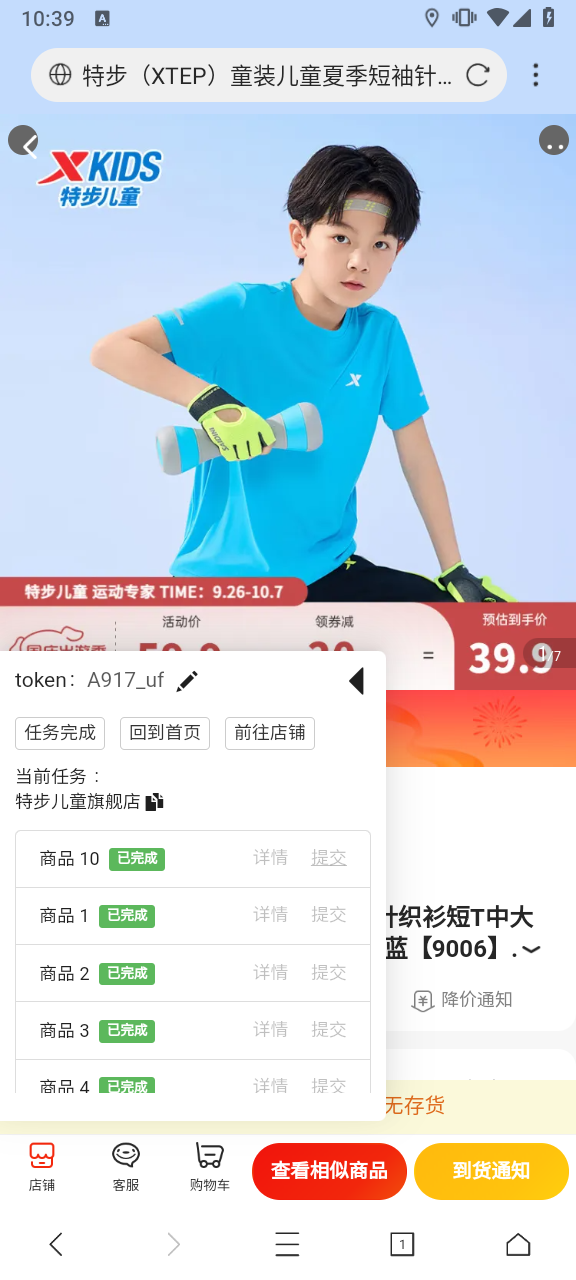 10:39
特步（XTEP）童装儿童夏季短袖针...
XKIDS
特步儿童
特步儿童 运动专家 TIME：9.26-10.7
活动价 领券减 预估到手价
= 39.9
1/7
token： A917_uf
任务完成 回到首页 前往店铺
当前任务：
特步儿童旗舰店
商品 10 已完成 详情 提交
商品 1 已完成 详情 提交
商品 2 已完成 详情 提交
商品 3 已完成 详情 提交
商品 4 已完成 详情 提交
织衫短T中大
蓝【9006】.
降价通知
无存货
店铺 客服 购物车 查看相似商品 到货通知
1